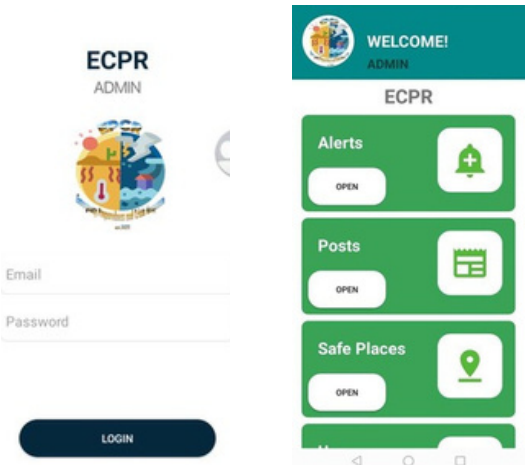 ECPR
ADMIN
Email
Password
LOGIN
WELCOME!
ADMIN
ECPR
Alerts
OPEN
Posts
OPEN
Safe Places
OPEN